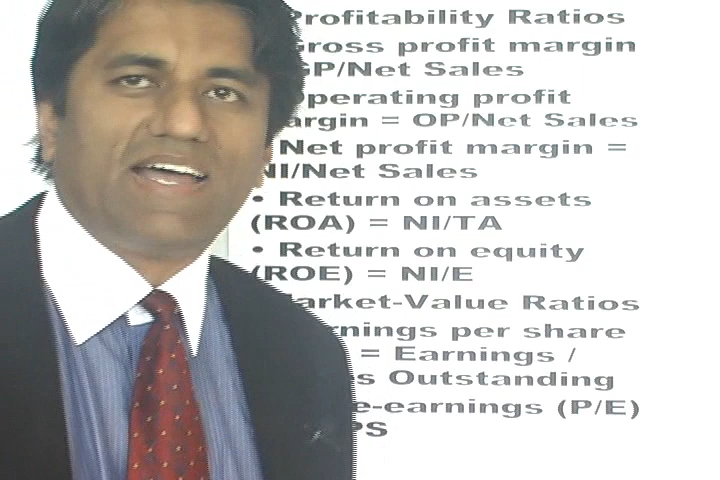 Profitability Ratios
Gross profit margin
GP/Net Sales
Operating profit
margin = OP/Net Sales
Net profit margin =
NI/Net Sales
• Return on assets
(ROA) = NI/TA
• Return on equity
(ROE) = NI/E
Market-Value Ratios
rnings per share
= Earnings /
s Outstanding
e-earnings (P/E)
PS